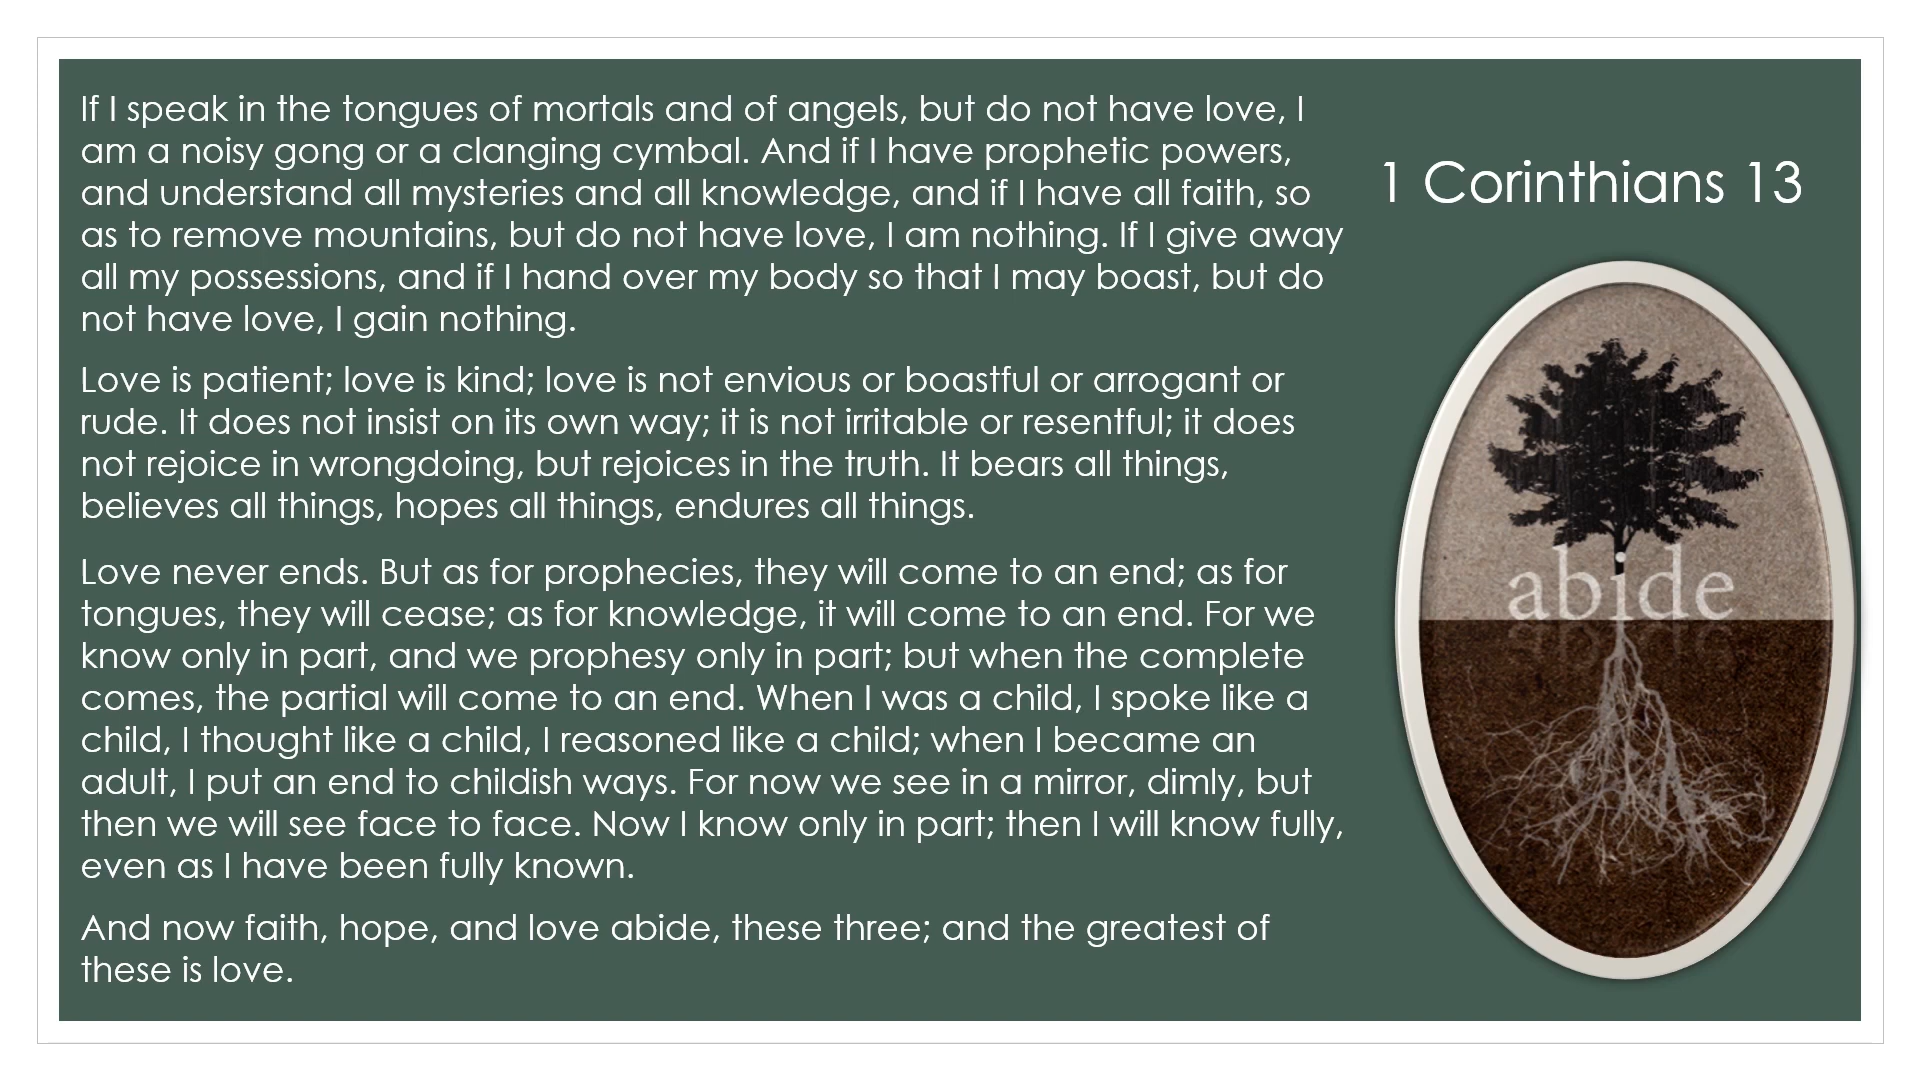 If I speak in the tongues of mortals and of angels, but do not have love, I
am a noisy gong or a clanging cymbal. And if I have prophetic powers,
and understand all mysteries and all knowledge, and if I have all faith, so
as to remove mountains, but do not have love, I am nothing. If I give away
all my possessions, and if I hand over my body so that I may boast, but do
not have love, I gain nothing.
Love is patient; love is kind; love is not envious or boastful or arrogant or
rude. It does not insist on its own way; it is not irritable or resentful; it does
not rejoice in wrongdoing, but rejoices in the truth. It bears all things,
believes all things, hopes all things, endures all things.
Love never ends. But as for prophecies, they will come to an end; as for
tongues, they will cease; as for knowledge, it will come to an end. For we
know only in part, and we prophesy only in part; but when the complete
comes, the partial will come to an end. When I was a child, I spoke like a
child, I thought like a child, I reasoned like a child; when I became an
adult, I put an end to childish ways. For now we see in a mirror, dimly, but
then we will see face to face. Now I know only in part; then I will know fully,
even as I have been fully known.
And now faith, hope, and love abide, these three; and the greatest of
these is love.
1 Corinthians 13
abide